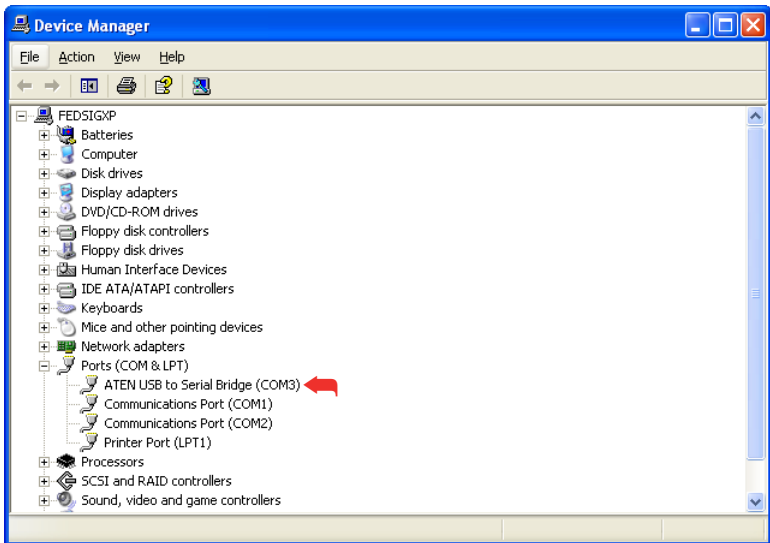 Device Manager
File Action View Help
FEDSIGXP
Batteries
Computer
Disk drives
Display adapters
DVD/CD-ROM drives
Floppy disk controllers
Floppy disk drives
Human Interface Devices
IDE ATA/ATAPI controllers
Keyboards
Mice and other pointing devices
Network adapters
Ports (COM & LPT)
ATEN USB to Serial Bridge (COM3)
Communications Port (COM1)
Communications Port (COM2)
Printer Port (LPT1)
Processors
SCSI and RAID controllers
Sound, video and game controllers